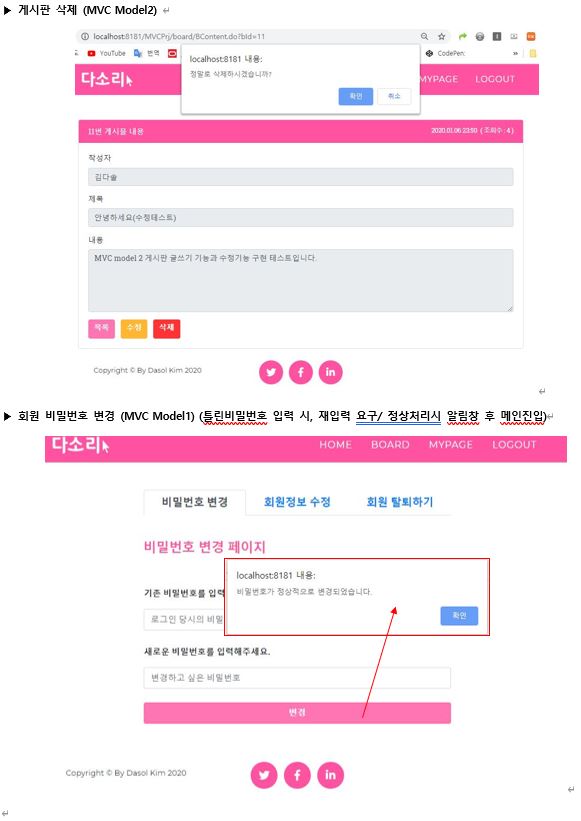 ▶ 게시판 삭제 (MVC Model2)
localhost:8181/MVCPrj/board/BContent.do?bId=11
YouTube
번역
CodePen:
»
localhost:8181 내용:
정말로 삭제하시겠습니까?
확인 취소
다소리
MYPAGE LOGOUT
11번 게시물 내용 2020.01.06 23:50 ( 조회수 : 4 )
작성자
김다솔
제목
안녕하세요(수정테스트)
내용
MVC model 2 게시판 글쓰기 기능과 수정기능 구현 테스트입니다.
목록 수정 삭제
Copyright © By Dasol Kim 2020
▶ 회원 비밀번호 변경 (MVC Model1) (틀린비밀번호 입력 시, 재입력 요구/ 정상처리시 알림창 후 메인진입)
다소리
HOME BOARD MYPAGE LOGOUT
비밀번호 변경 회원정보 수정 회원 탈퇴하기
비밀번호 변경 페이지
localhost:8181 내용:
비밀번호가 정상적으로 변경되었습니다.
확인
기존 비밀번호를 입력
로그인 당시의 비밀
새로운 비밀번호를 입력해주세요.
변경하고 싶은 비밀번호
변경
Copyright © By Dasol Kim 2020